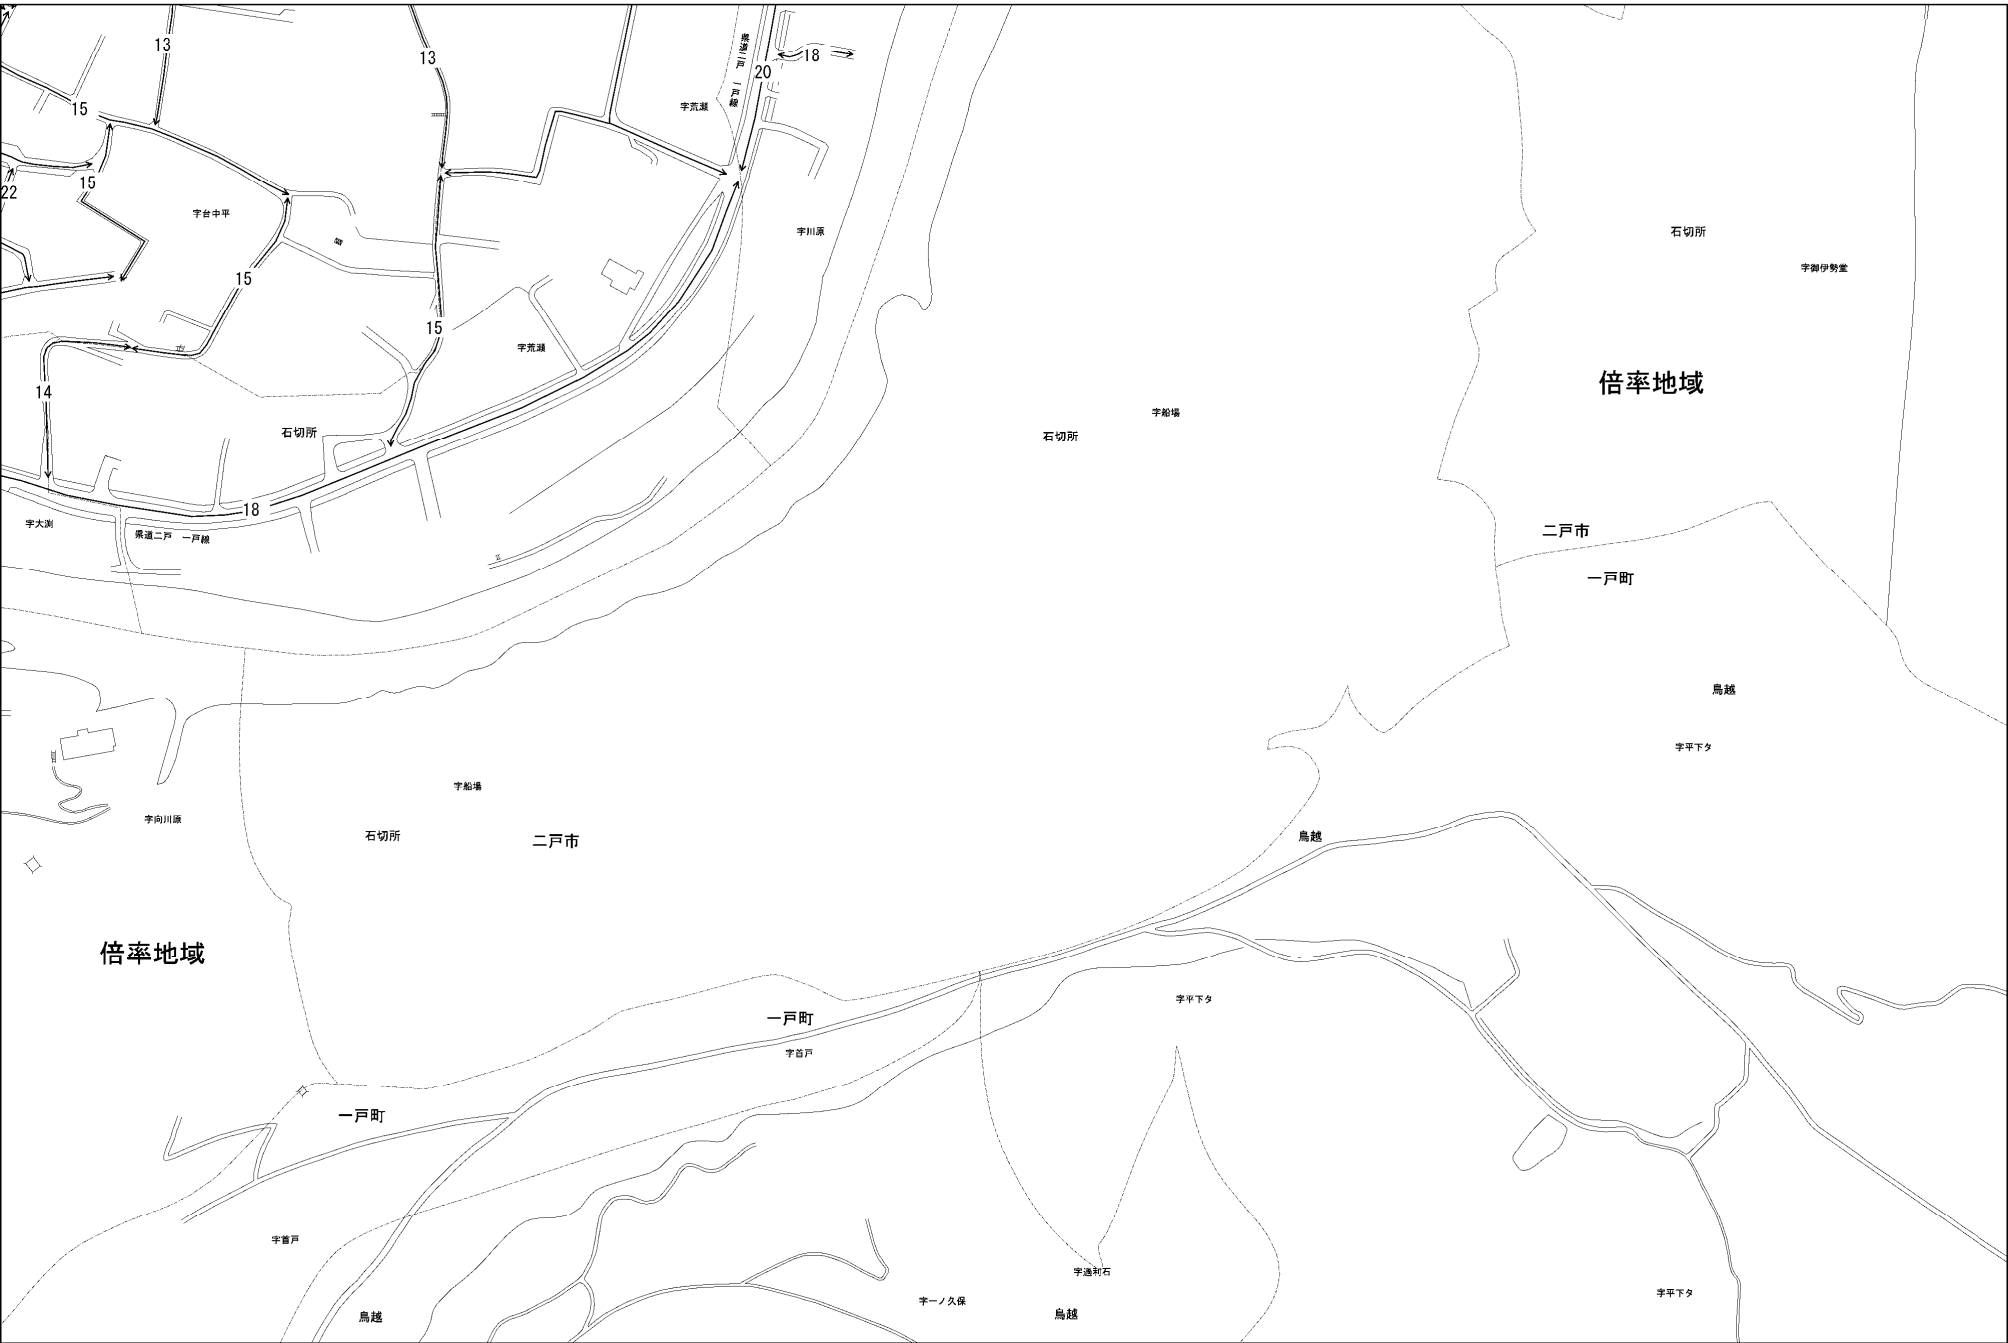 13
13
県道二戸 一戸線
20
18
15
字荒瀬
15
22
字台中平
字川原
石切所
字御伊勢堂
15
15
字荒瀬
倍率地域
14
字船場
石切所
石切所
18
字大渕
県道二戸 一戸線
二戸市
一戸町
鳥越
字平下タ
字船場
字向川原
石切所
二戸市
鳥越
倍率地域
字平下タ
一戸町
字首戸
一戸町
字首戸
字過利石
字一ノ久保
鳥越
鳥越
字平下タ